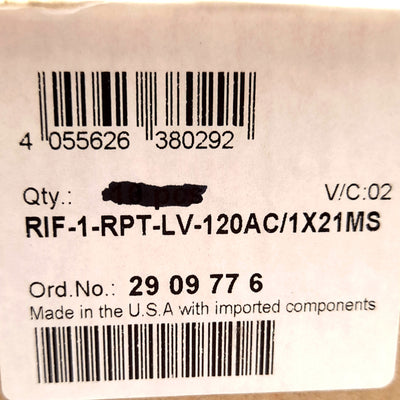 4 055626 380292
Qty.:
V/C:02
RIF-1-RPT-LV-120AC/1X21MS
Ord.No.: 29 09 77 6
Made in the U.S.A with imported components